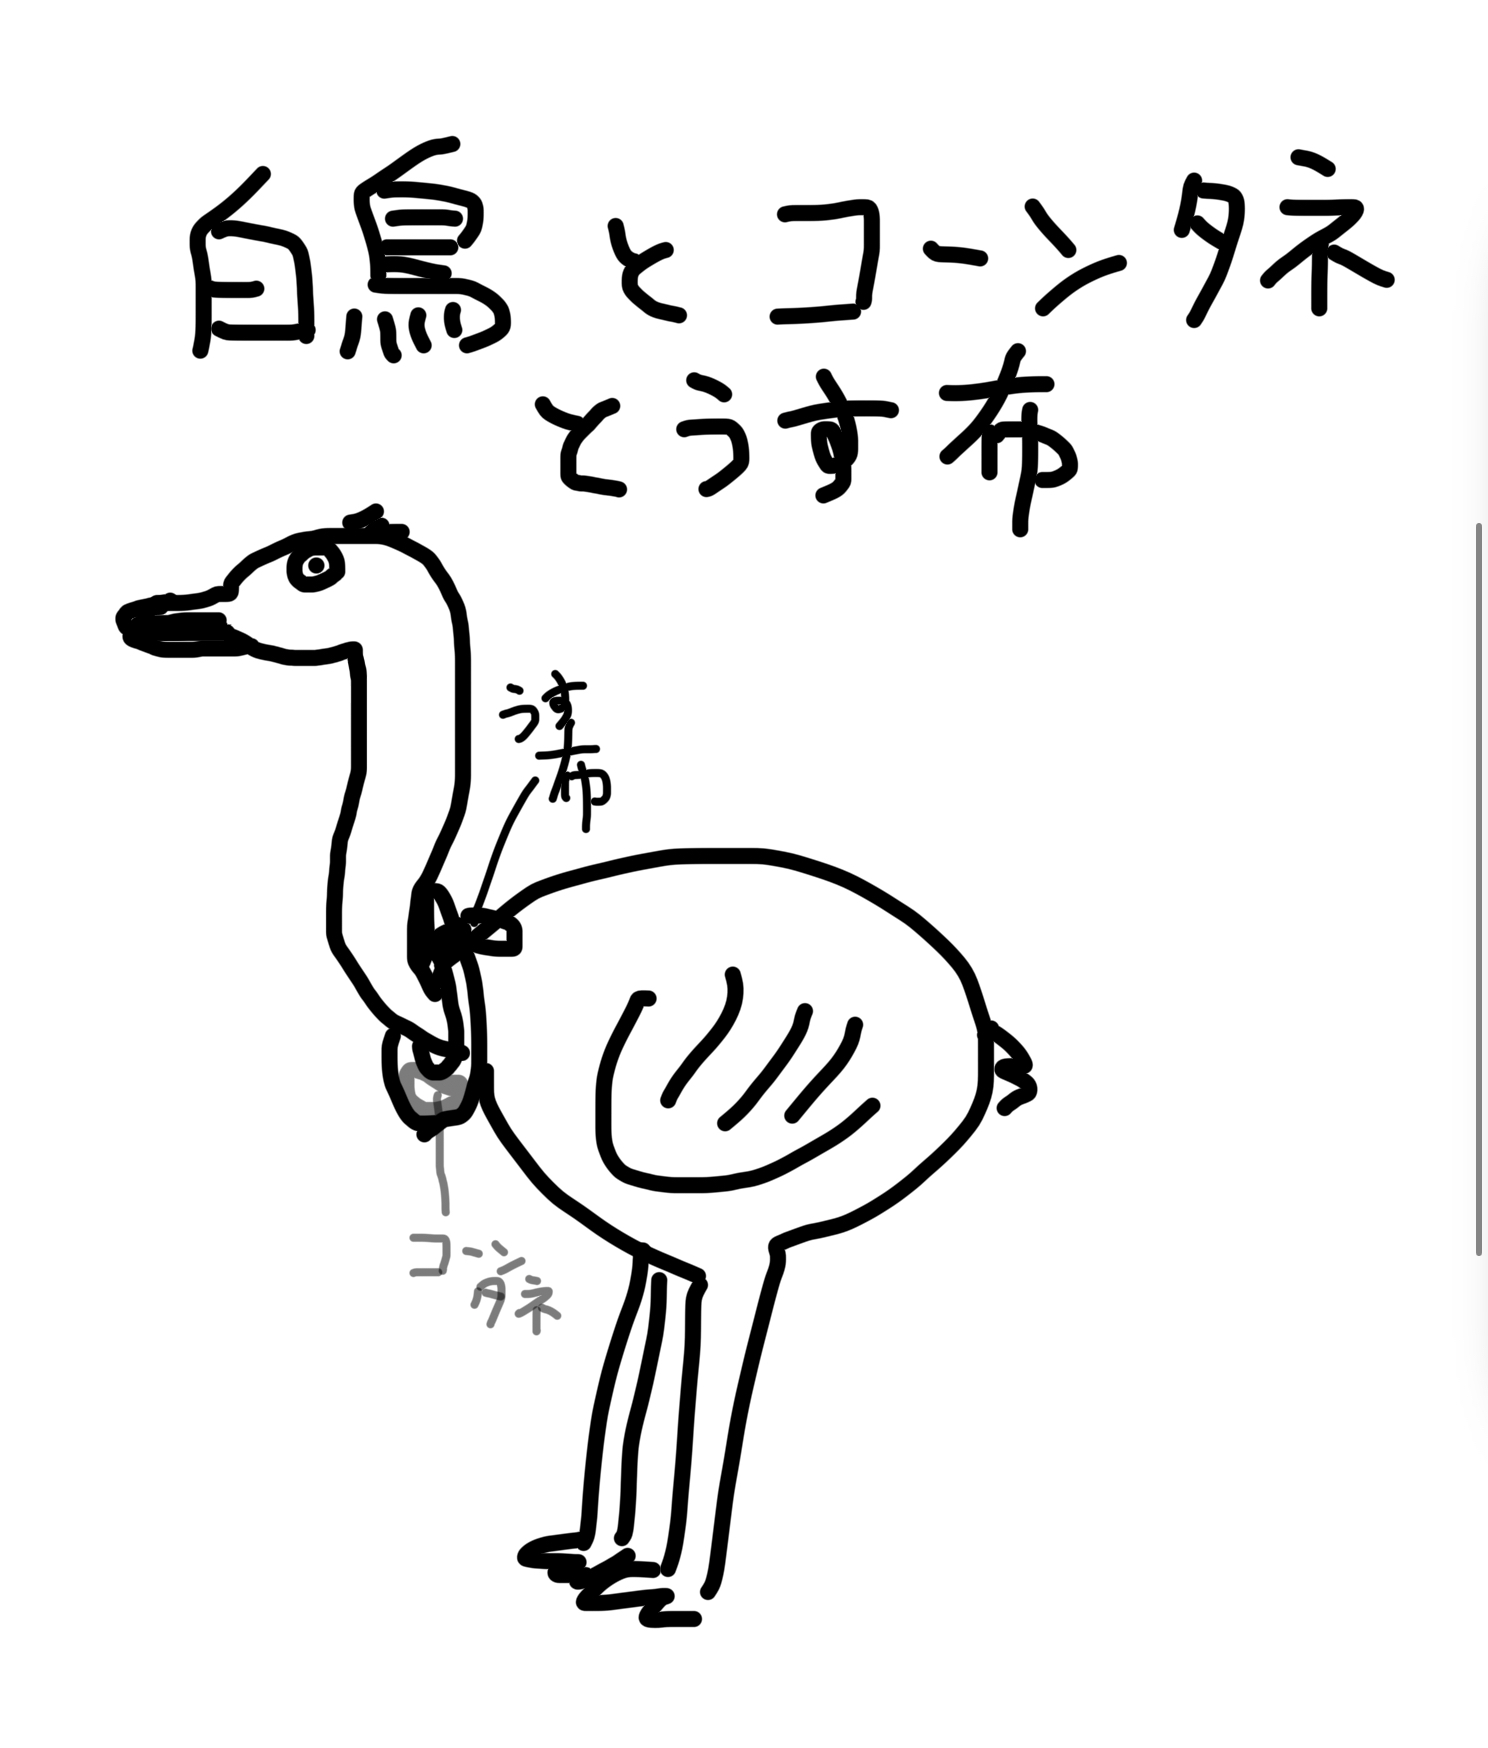 白鳥とコーンタネ
とうす布
うす
布
コーン
タネ